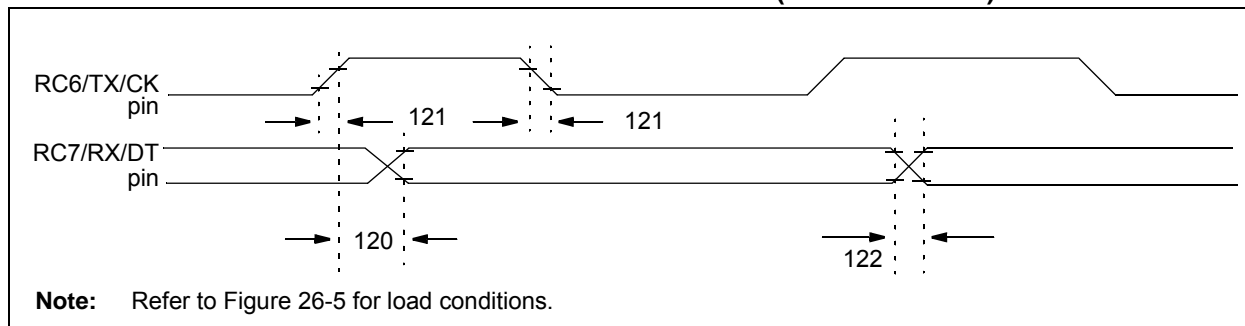 RC6/TX/CK
pin
121
121
RC7/RX/DT
pin
120
122
Note: Refer to Figure 26-5 for load conditions.